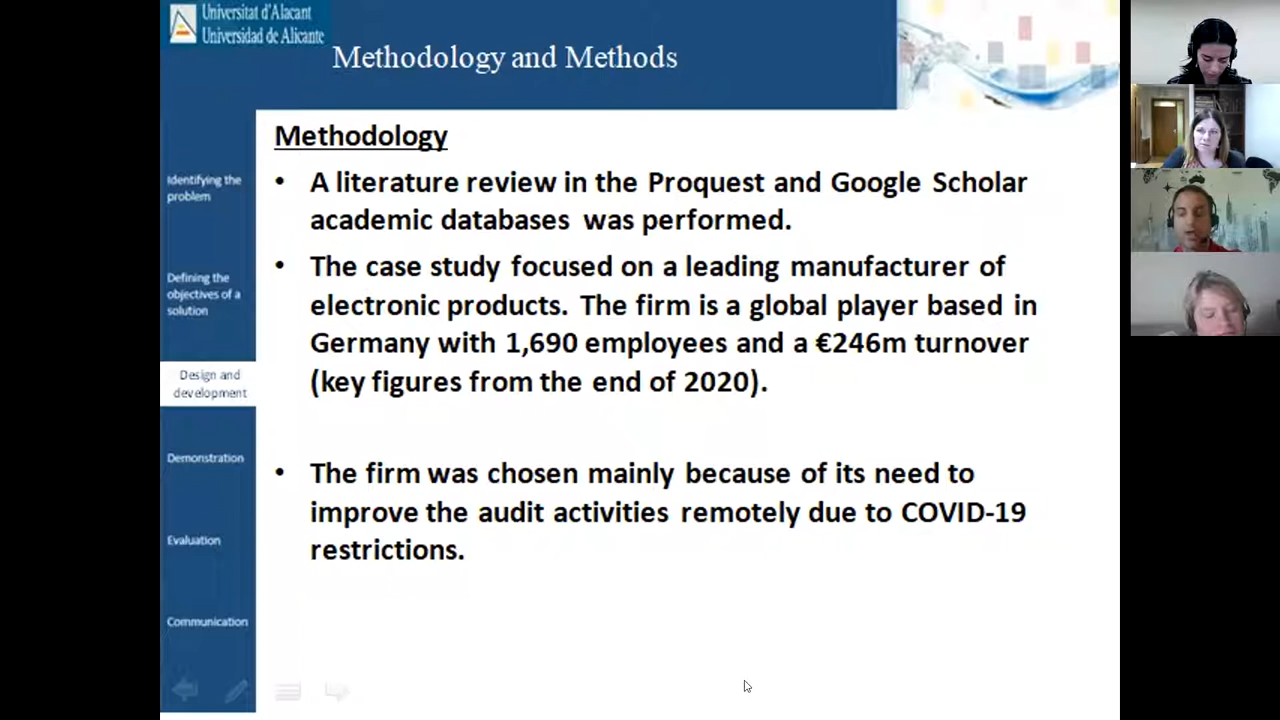 Universitat d'Alacant
Universidad de Alicante
Methodology and Methods
Identifying the
problem
Defining the
objectives of a
solution
Design and
development
Demonstration
Evaluation
Communication
Methodology
• A literature review in the Proquest and Google Scholar
academic databases was performed.
• The case study focused on a leading manufacturer of
electronic products. The firm is a global player based in
Germany with 1,690 employees and a €246m turnover
(key figures from the end of 2020).
• The firm was chosen mainly because of its need to
improve the audit activities remotely due to COVID-19
restrictions.